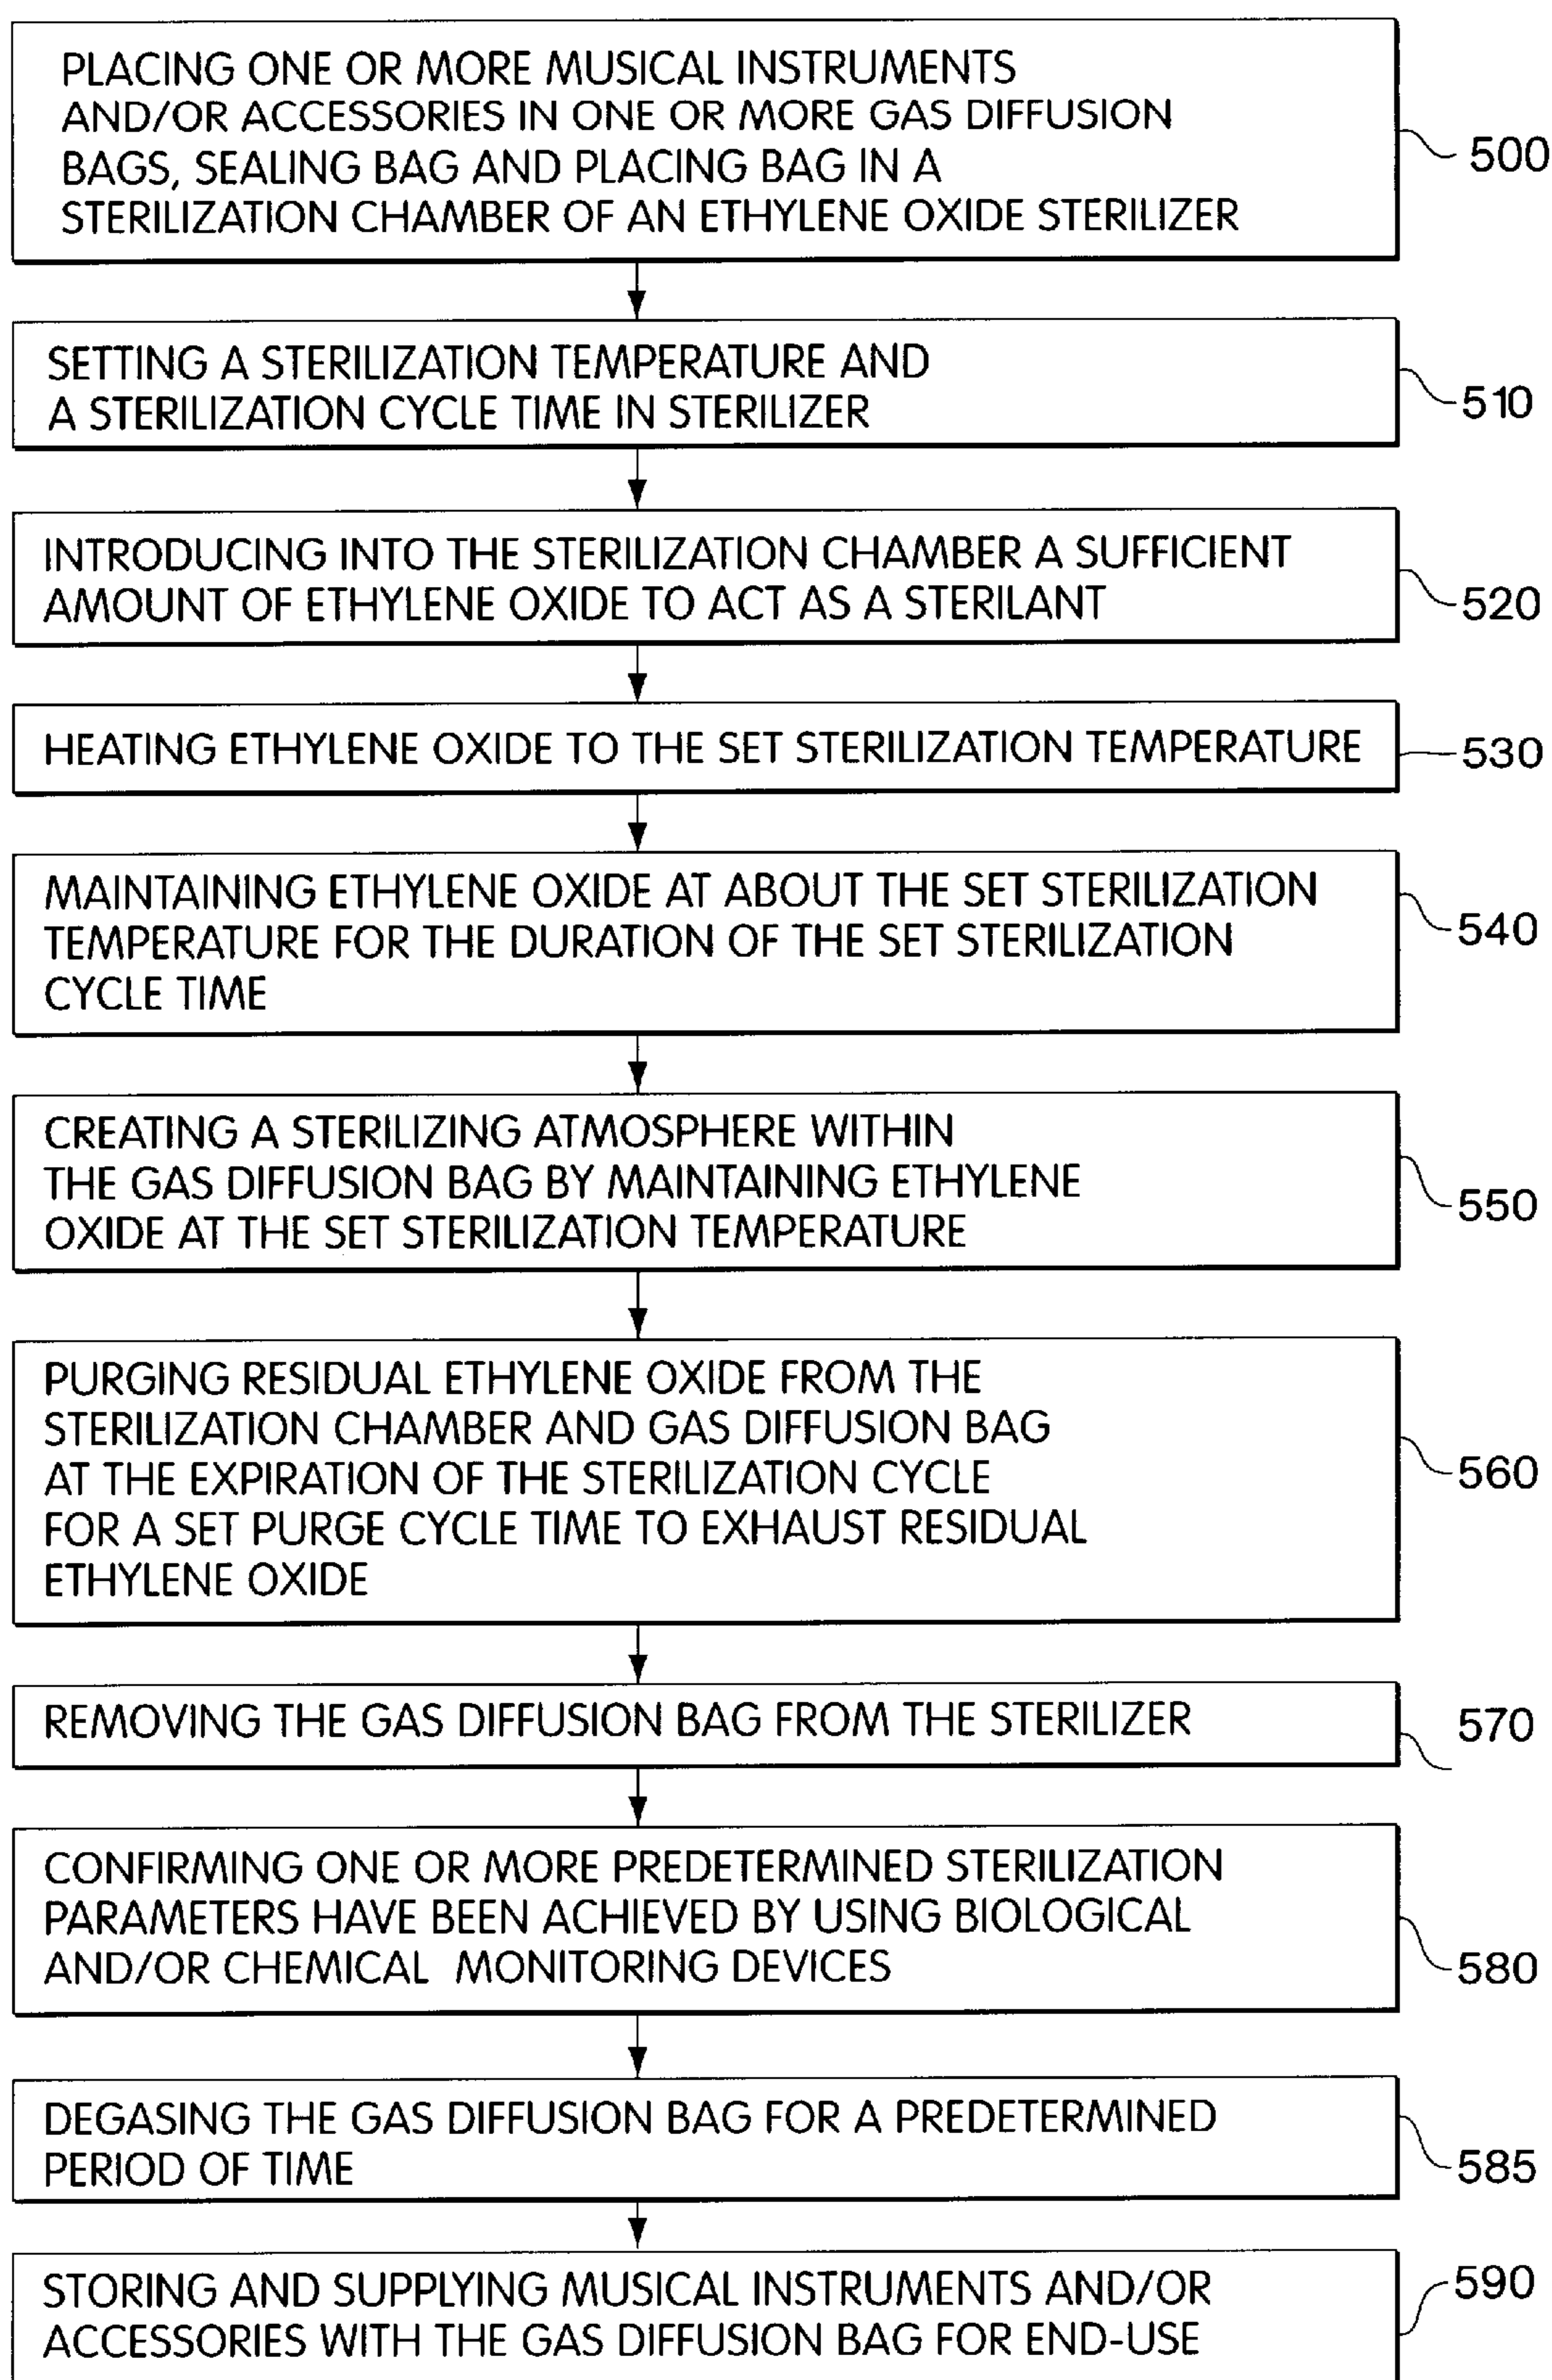 PLACING ONE OR MORE MUSICAL INSTRUMENTS
AND/OR ACCESSORIES IN ONE OR MORE GAS DIFFUSION
BAGS, SEALING BAG AND PLACING BAG IN A
STERILIZATION CHAMBER OF AN ETHYLENE OXIDE STERILIZER
500
SETTING A STERILIZATION TEMPERATURE AND
A STERILIZATION CYCLE TIME IN STERILIZER
510
INTRODUCING INTO THE STERILIZATION CHAMBER A SUFFICIENT
AMOUNT OF ETHYLENE OXIDE TO ACT AS A STERILANT
520
HEATING ETHYLENE OXIDE TO THE SET STERILIZATION TEMPERATURE
530
MAINTAINING ETHYLENE OXIDE AT ABOUT THE SET STERILIZATION
TEMPERATURE FOR THE DURATION OF THE SET STERILIZATION
CYCLE TIME
540
CREATING A STERILIZING ATMOSPHERE WITHIN
THE GAS DIFFUSION BAG BY MAINTAINING ETHYLENE
OXIDE AT THE SET STERILIZATION TEMPERATURE
550
PURGING RESIDUAL ETHYLENE OXIDE FROM THE
STERILIZATION CHAMBER AND GAS DIFFUSION BAG
AT THE EXPIRATION OF THE STERILIZATION CYCLE
FOR A SET PURGE CYCLE TIME TO EXHAUST RESIDUAL
ETHYLENE OXIDE
560
REMOVING THE GAS DIFFUSION BAG FROM THE STERILIZER
570
CONFIRMING ONE OR MORE PREDETERMINED STERILIZATION
PARAMETERS HAVE BEEN ACHIEVED BY USING BIOLOGICAL
AND/OR CHEMICAL MONITORING DEVICES
580
DEGASING THE GAS DIFFUSION BAG FOR A PREDETERMINED
PERIOD OF TIME
585
STORING AND SUPPLYING MUSICAL INSTRUMENTS AND/OR
ACCESSORIES WITH THE GAS DIFFUSION BAG FOR END-USE
590